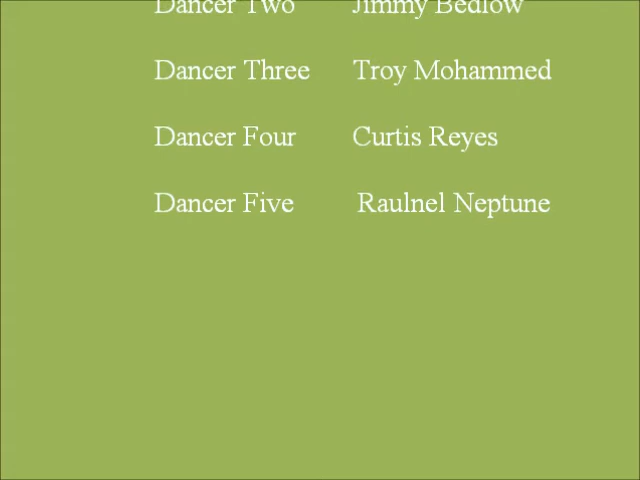 Dancer Two Jimmy Bedlow
Dancer Three Troy Mohammed
Dancer Four Curtis Reyes
Dancer Five Raulnel Neptune